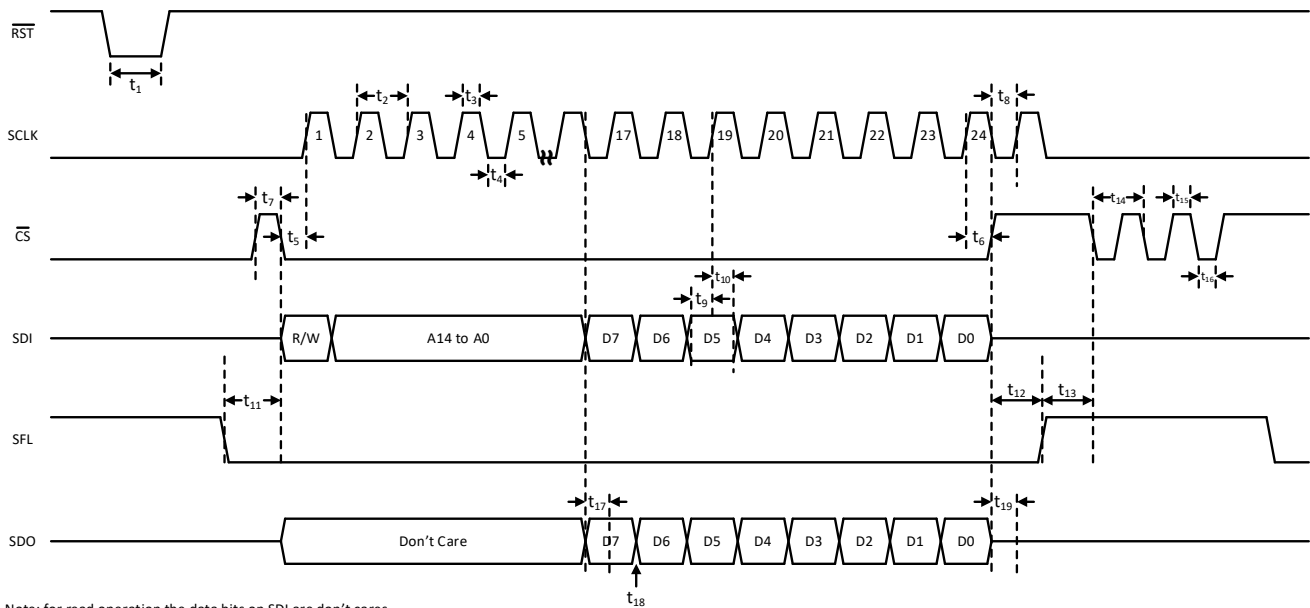 RST
t1
t2
t3
t8
SCLK
1 2 3 4 5 17 18 19 20 21 22 23 24
t4
t7
t14
t15
CS
t5
t6
t16
t10
t9
SDI
R/W A14 to A0 D7 D6 D5 D4 D3 D2 D1 D0
t11
t12 t13
SFL
t17
t19
SDO
Don't Care D7 D6 D5 D4 D3 D2 D1 D0
t18